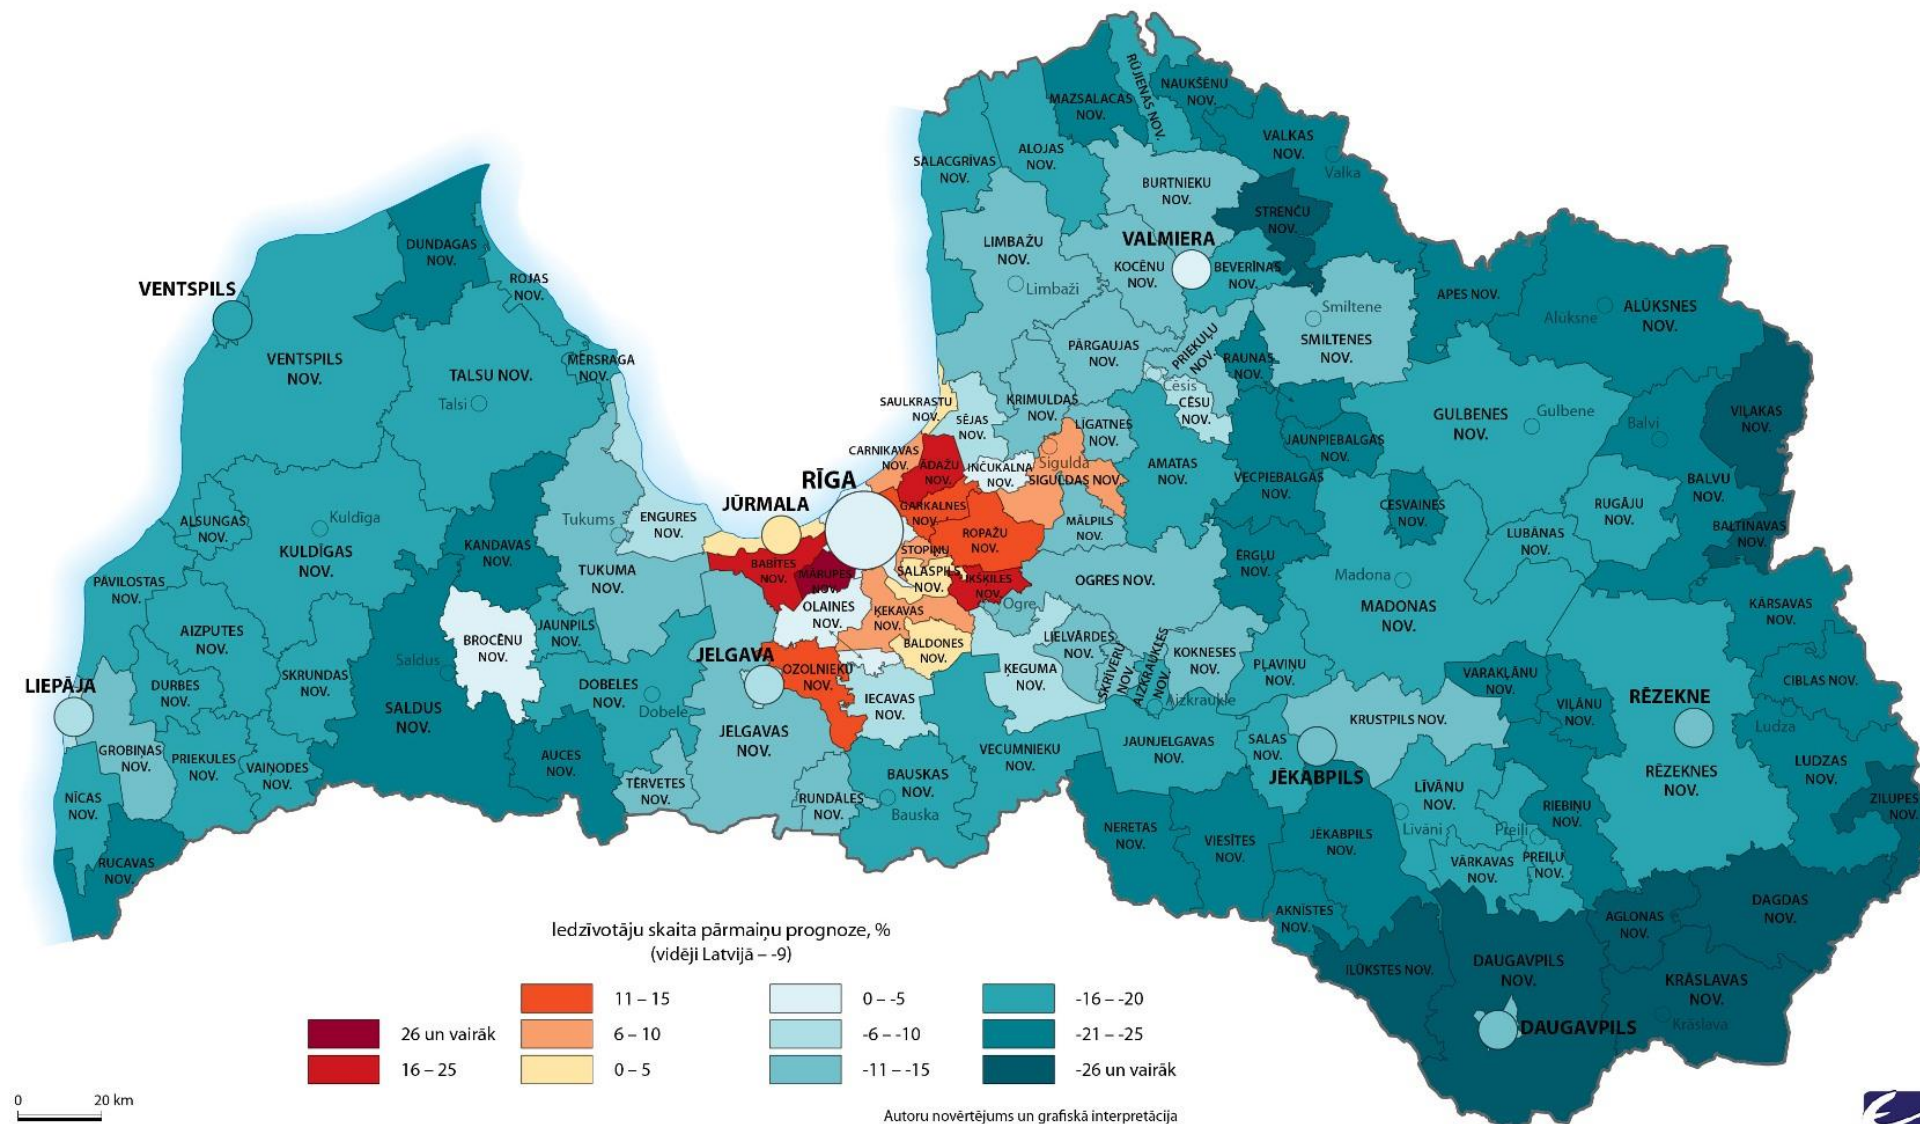 MAZSALACAS
NOV.
RŪJIENAS NOV.
NAUKŠĒNU
NOV.
VALKAS
NOV.
Valka
SALACGRĪVAS
NOV.
ALOJAS
NOV.
BURTNIEKU
NOV.
STRENČU
NOV.
DUNDAGAS
NOV.
ROJAS
NOV.
VENTSPILS
VENTSPILS
NOV.
TALSU NOV.
Talsi
MĒRSRAGA
NOV.
LIMBAŽU
NOV.
Limbaži
VALMIERA
KOCĒNU
NOV.
BEVERĪNAS
NOV.
Smiltene
SMILTENES
NOV.
APES NOV.
Alūksne
ALŪKSNES
NOV.
PĀRGAUJAS
NOV.
PRIEKUĻU
NOV.
RAUNAS
NOV.
Cēsis
CĒSU
NOV.
SAULKRASTU
NOV.
SĒJAS
NOV.
KRIMULDAS
NOV.
LĪGATNES
NOV.
GULBENES
NOV.
Gulbene
Balvi
VIĻAKAS
NOV.
JAUNPIEBALGAS
NOV.
CARNIKAVAS
NOV.
ĀDAŽU
NOV.
INČUKALNA
NOV.
Sigulda
SIGULDAS NOV.
AMATAS
NOV.
VECPIEBALGAS
NOV.
BALVU
NOV.
RĪGA
JŪRMALA
GARKALNES
NOV.
ROPAŽU
NOV.
MĀLPILS
NOV.
CESVAINES
NOV.
RUGĀJU
NOV.
BALTINAVAS
NOV.
LUBĀNAS
NOV.
ALSUNGAS
NOV.
Kuldīga
KULDĪGAS
NOV.
KANDAVAS
NOV.
Tukums
ENGURES
NOV.
TUKUMA
NOV.
BABĪTES
NOV.
MĀRUPES
NOV.
STOPIŅU
SALASPILS
NOV.
IKŠĶILES
NOV.
Ogre
OGRES NOV.
ĒRGĻU
NOV.
Madona
MADONAS
NOV.
KĀRSAVAS
NOV.
PĀVILOSTAS
NOV.
AIZPUTES
NOV.
BROCĒNU
NOV.
JAUNPILS
NOV.
OLAINES
NOV.
ĶEKAVAS
NOV.
BALDONES
NOV.
LIELVĀRDES
NOV.
SKRĪVERU
NOV.
AIZKRAUKLES
NOV.
KOKNESES
NOV.
PĻAVIŅU
NOV.
Aizkraukle
VARAKĻĀNU
NOV.
VIĻĀNU
NOV.
RĒZEKNE
CIBLAS NOV.
Ludza
LIEPĀJA
DURBES
NOV.
SKRUNDAS
NOV.
Saldus
SALDUS
NOV.
DOBELES
NOV.
Dobele
JELGAVA
OZOLNIEKU
NOV.
ĶEGUMA
NOV.
IECAVAS
NOV.
JELGAVAS
NOV.
KRUSTPILS NOV.
SALAS
NOV.
JĒKABPILS
JAUNJELGAVAS
NOV.
VECUMNIEKU
NOV.
GROBIŅAS
NOV.
PRIEKULES
NOV.
VAIŅODES
NOV.
AUCES
NOV.
TĒRVETES
NOV.
RUNDĀLES
NOV.
BAUSKAS
NOV.
Bauska
RĒZEKNES
NOV.
LUDZAS
NOV.
ZILUPES
NOV.
LĪVĀNU
NOV.
Līvāni
Preiļi
RIEBIŅU
NOV.
NĪCAS
NOV.
RUCAVAS
NOV.
NERETAS
NOV.
VIESĪTES
NOV.
JĒKABPILS
NOV.
VĀRKAVAS
NOV.
PREIĻU
NOV.
AKNĪSTES
NOV.
AGLONAS
NOV.
DAGDAS
NOV.
ILŪKSTES NOV.
DAUGAVPILS
NOV.
KRĀSLAVAS
NOV.
Krāslava
DAUGAVPILS
Iedzīvotāju skaita pārmaiņu prognoze, %
(vidēji Latvijā – -9)
26 un vairāk
16 – 25
11 – 15
6 – 10
0 – 5
0 – -5
-6 – -10
-11 – -15
-16 – -20
-21 – -25
-26 un vairāk
0 20 km
Autoru novērtējums un grafiskā interpretācija